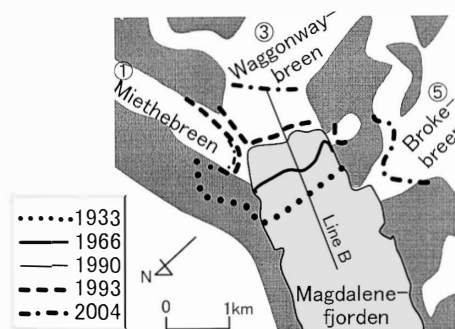 ③
Waggonway-
breen
①
Miethebreen
⑤
Broke-
breen
1933
1966
1990
1993
2004
N
0 1km
Line B
Magdalene-
fjorden